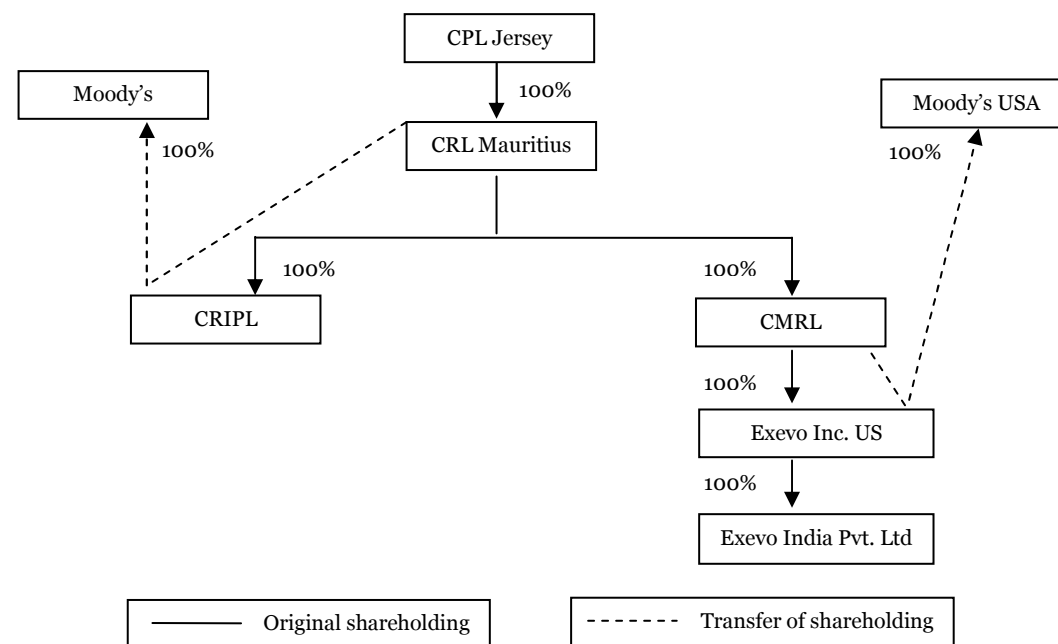 CPL Jersey
Moody's
100%
Moody's USA
100%
CRL Mauritius
100%
100%
100%
CRIPL
CMRL
100%
Exevo Inc. US
100%
Exevo India Pvt. Ltd
Original shareholding
Transfer of shareholding